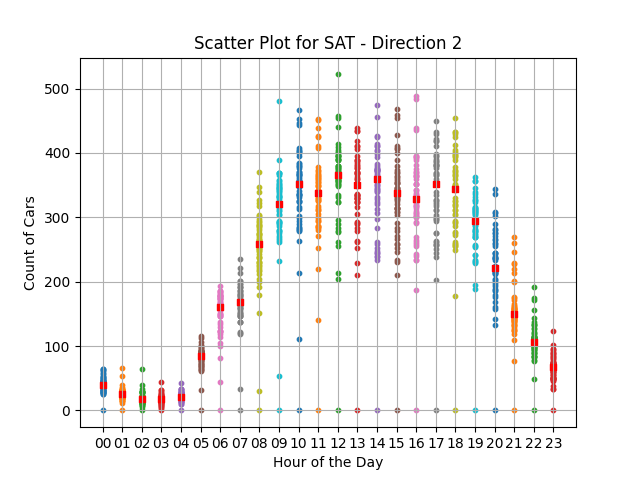 Scatter Plot for SAT - Direction 2
Count of Cars
500
400
300
200
100
0
00 01 02 03 04 05 06 07 08 09 10 11 12 13 14 15 16 17 18 19 20 21 22 23
Hour of the Day